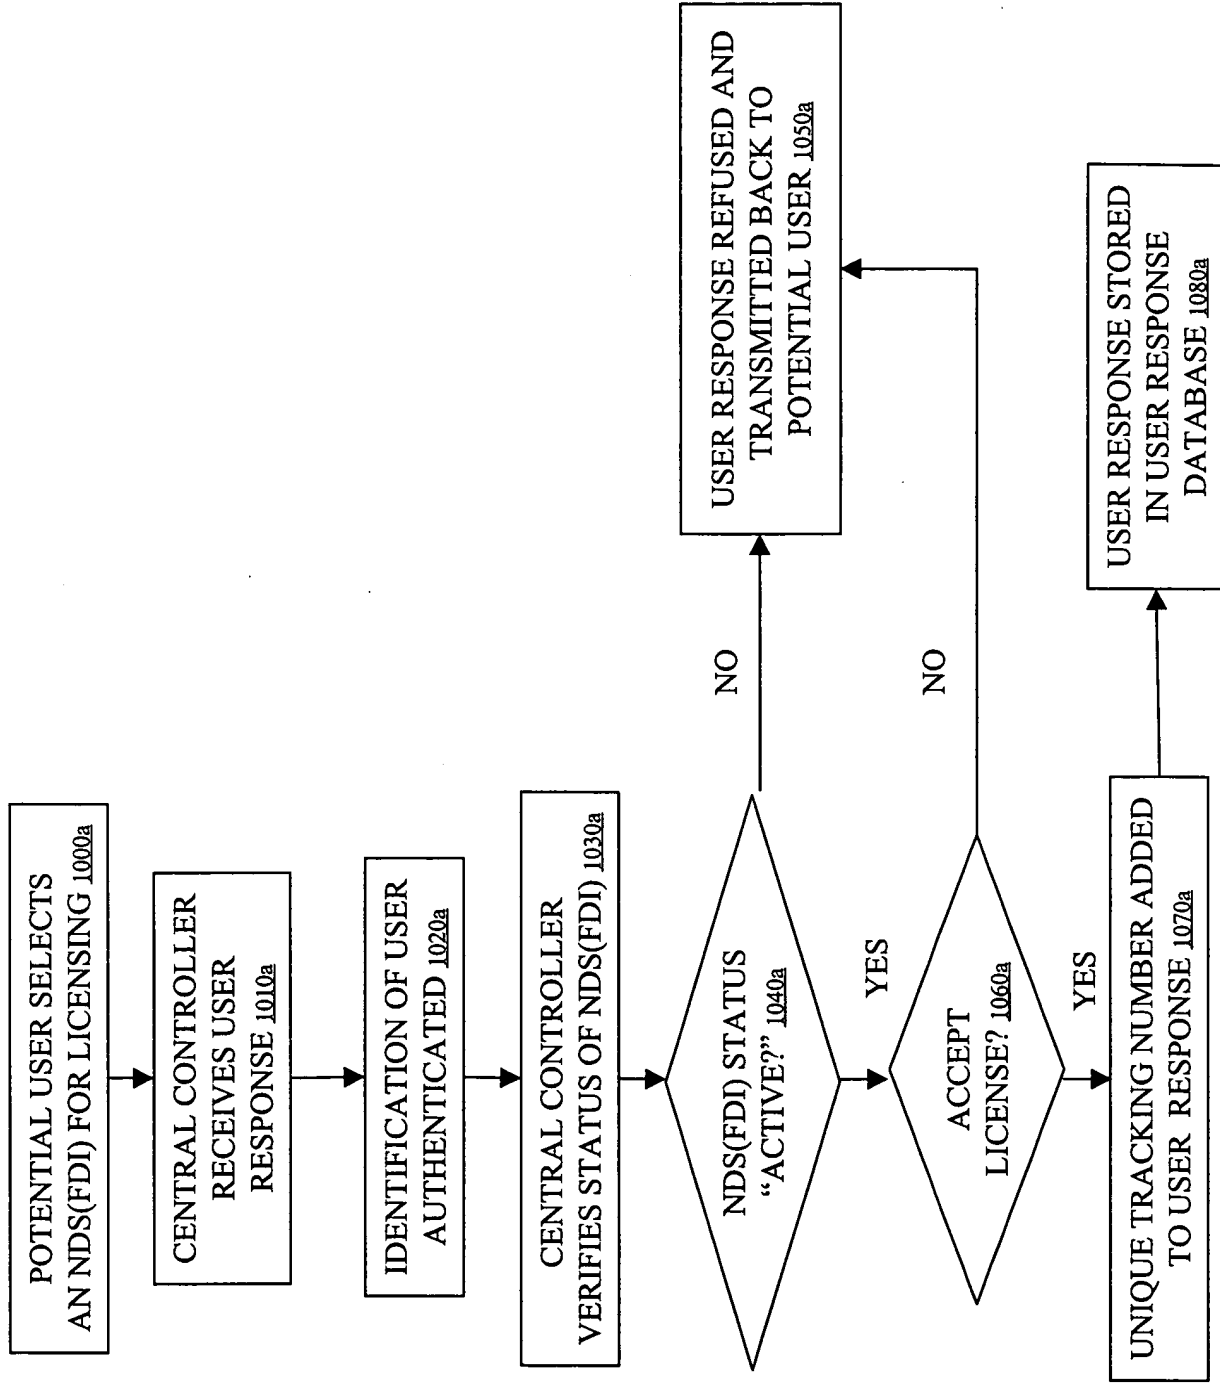 POTENTIAL USER SELECTS
AN NDS(FDI) FOR LICENSING 1000a
CENTRAL CONTROLLER
RECEIVES USER
RESPONSE 1010a
IDENTIFICATION OF USER
AUTHENTICATED 1020a
CENTRAL CONTROLLER
VERIFIES STATUS OF NDS(FDI) 1030a
NDS(FDI) STATUS
“ACTIVE?” 1040a
NO
USER RESPONSE REFUSED AND
TRANSMITTED BACK TO
POTENTIAL USER 1050a
YES
ACCEPT
LICENSE? 1060a
NO
YES
UNIQUE TRACKING NUMBER ADDED
TO USER RESPONSE 1070a
USER RESPONSE STORED
IN USER RESPONSE
DATABASE 1080a